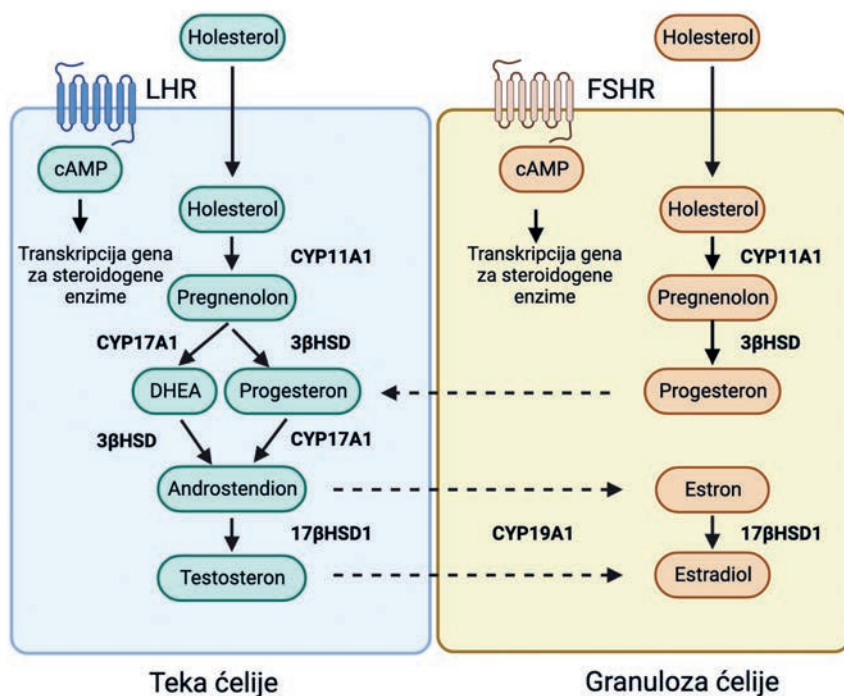 Holesterol
LHR
cAMP
Transkripcija gena
za steroidogene
enzime
Holesterol
CYP11A1
Pregnenolon
CYP17A1
3βHSD
DHEA
Progesteron
3βHSD
CYP17A1
Androstendion
17βHSD1
Testosteron
Teka ćelije
Holesterol
FSHR
cAMP
Transkripcija gena
za steroidogene
enzime
Holesterol
CYP11A1
Pregnenolon
3βHSD
Progesteron
Estron
CYP19A1
17βHSD1
Estradiol
Granuloza ćelije